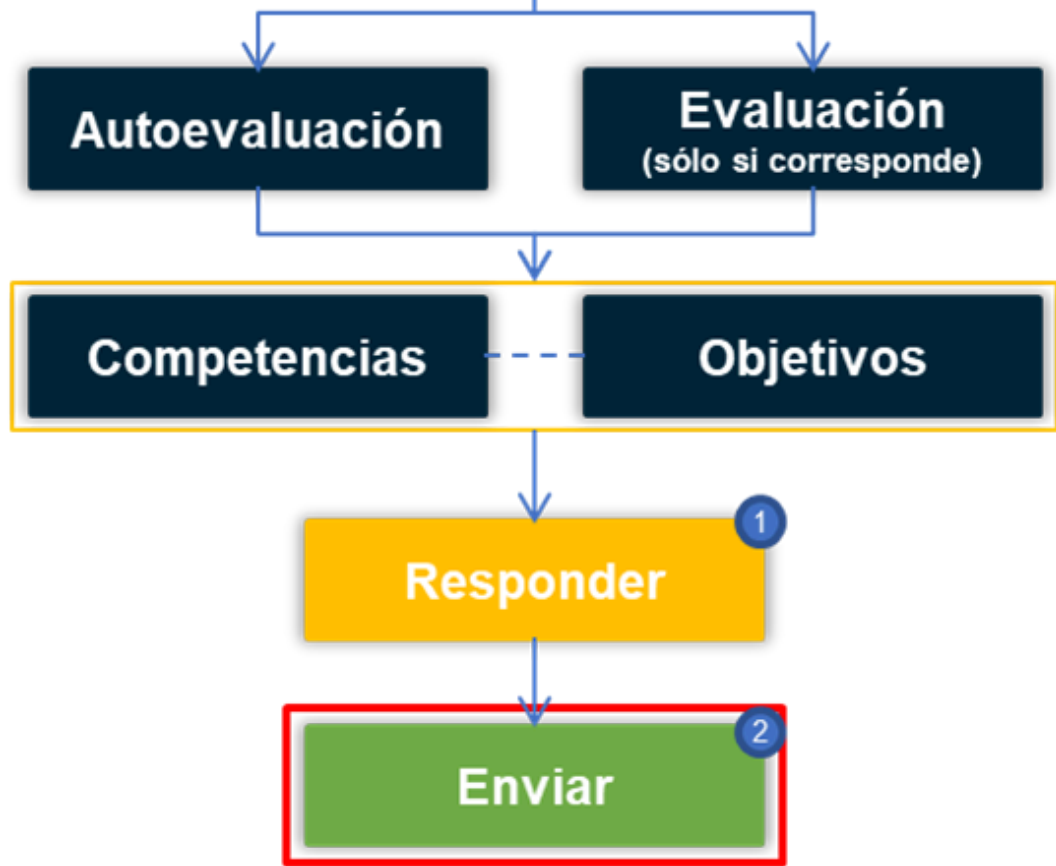 Autoevaluación
Evaluación
(sólo si corresponde)
Competencias
Objetivos
1
Responder
2
Enviar